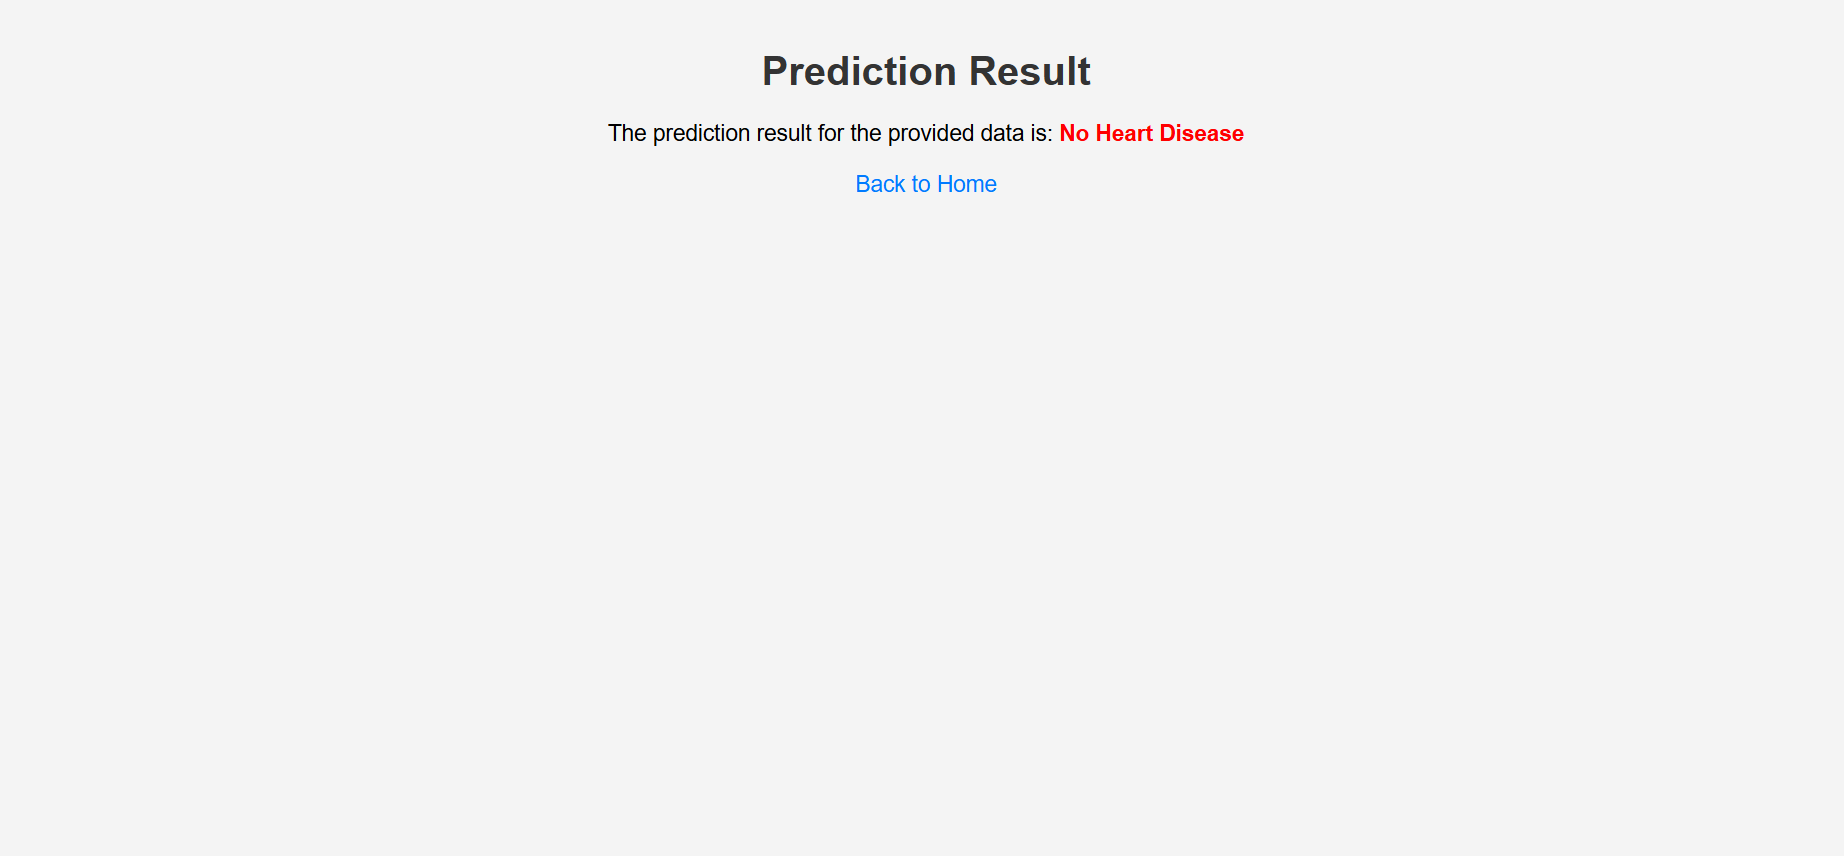 Prediction Result
The prediction result for the provided data is: No Heart Disease
Back to Home